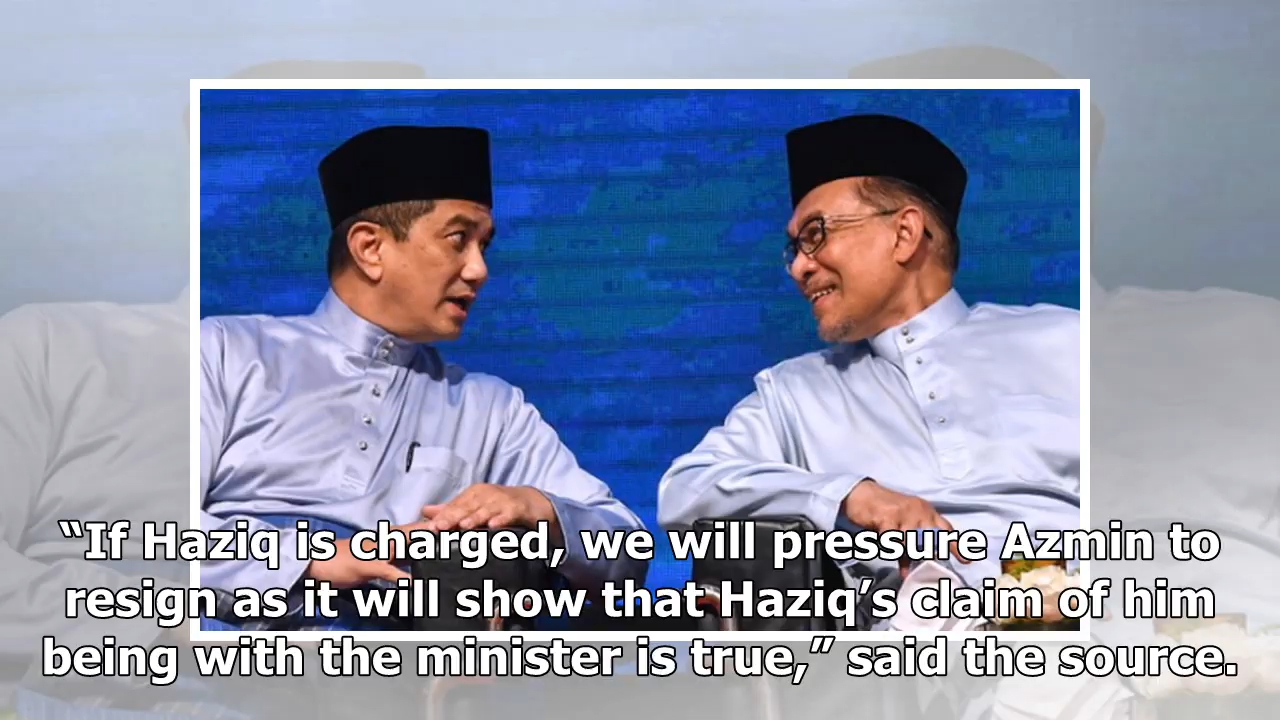 “If Haziq is charged, we will pressure Azmin to
resign as it will show that Haziq’s claim of him
being with the minister is true,” said the source.